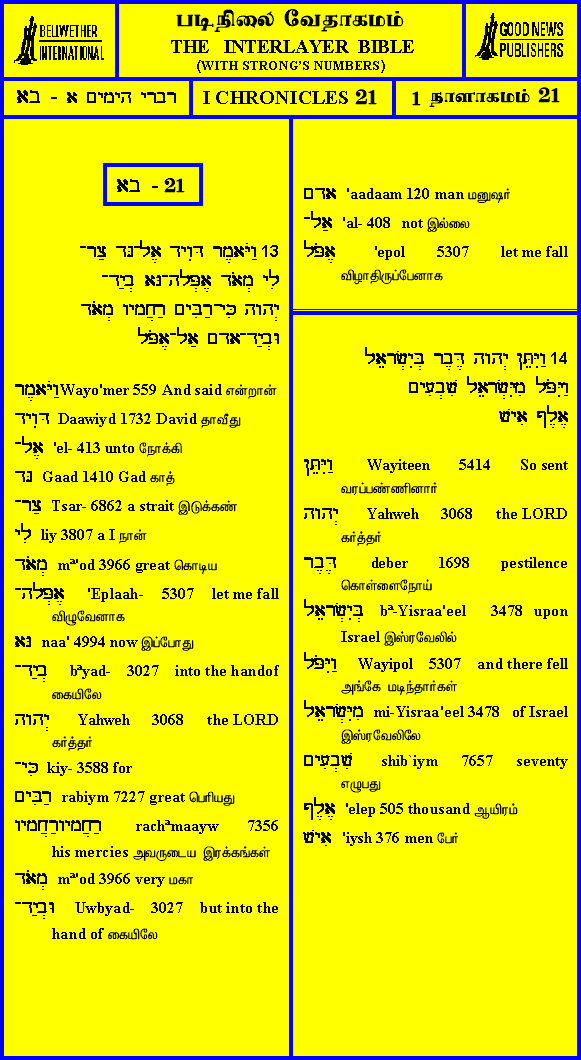 BELLWETHER
INTERNATIONAL
படிநிலை வேதாகமம்
THE INTERLAYER BIBLE
(WITH STRONG'S NUMBERS)
GOOD NEWS
PUBLISHERS
רברי הימים א - בא
I CHRONICLES 21
1 நாளாகமம் 21
בא - 21
13 וַיֹּאמֶר דָּוִיד אֶל־נָּד צַר־
לִי מְאֹד אֶפְּלָה־נָּא בְיַד־
יְהוָה כִּי־רַבִּים רַחֲמָיו מְאֹד
וּבְיַד־אדם אַל־אֶפֹּל
וַיֹּאמֶר Wayo'mer 559 And said என்றான்
דָּוִיד Daawiyd 1732 David தாவீது
אֶל־ 'el- 413 unto நோக்கி
נָּד Gaad 1410 Gad காத்
צַר־ Tsar- 6862 a strait இடுக்கண்
לִי liy 3807 a I நான்
מְאֹד mª'od 3966 great கொடிய
אֶפְּלָה־ 'Eplaah- 5307 let me fall
விழுவேனாக
נָּא naa' 4994 now இப்போது
בְיַד־ bªyad- 3027 into the handof
கையிலே
יְהוָה Yahweh 3068 the LORD
கர்த்தர்
כִּי־ kiy- 3588 for
רַבִּים rabiym 7227 great பெரியது
רַחֲמָיורַחֲמָיו rachªmaayw 7356
his mercies அவருடைய இரக்கங்கள்
מְאֹד mª'od 3966 very மகா
וּבְיַד־ Uwbyad- 3027 but into the
hand of கையிலே
אדם 'aadaam 120 man மனுஷர்
אַל־ 'al- 408 not இல்லை
אֶפֹּל 'epol 5307 let me fall
விழாதிருப்பேனாக
14 וַיִּתֵּן יְהוָה דֶּבֶר בְּיִשְׂרָאֵל
וַיִּפֹּל מִיִּשְׂרָאֵל שִׁבְעִים
אֶלֶף אִישׁ
וַיִּתֵּן Wayiteen 5414 So sent
வரப்பண்ணினார்
יְהוָה Yahweh 3068 the LORD
கர்த்தர்
דֶּבֶר deber 1698 pestilence
கொள்ளைநோய்
בְּיִשְׂרָאֵל bª-Yisraa'eel 3478 upon
Israel இஸ்ரவேலில்
וַיִּפֹּל Wayipol 5307 and there fell
அங்கே மடிந்தார்கள்
מִיִּשְׂרָאֵל mi-Yisraa'eel 3478 of Israel
இஸ்ரவேலிலே
שִׁבְעִים shib`iym 7657 seventy
எழுபது
אֶלֶף 'elep 505 thousand ஆயிரம்
אִישׁ 'iysh 376 men பேர்